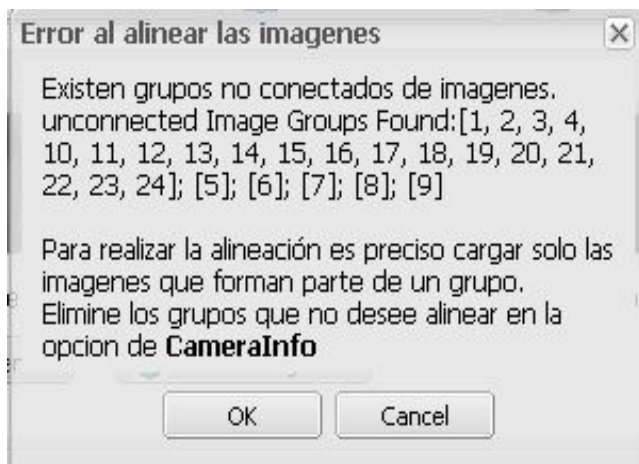 Error al alinear las imagenes
Existen grupos no conectados de imagenes.
unconnected Image Groups Found:[1, 2, 3, 4,
10, 11, 12, 13, 14, 15, 16, 17, 18, 19, 20, 21,
22, 23, 24]; [5]; [6]; [7]; [8]; [9]
Para realizar la alineación es preciso cargar solo las
imagenes que forman parte de un grupo.
Elimine los grupos que no desee alinear en la
opcion de CameraInfo
OK
Cancel